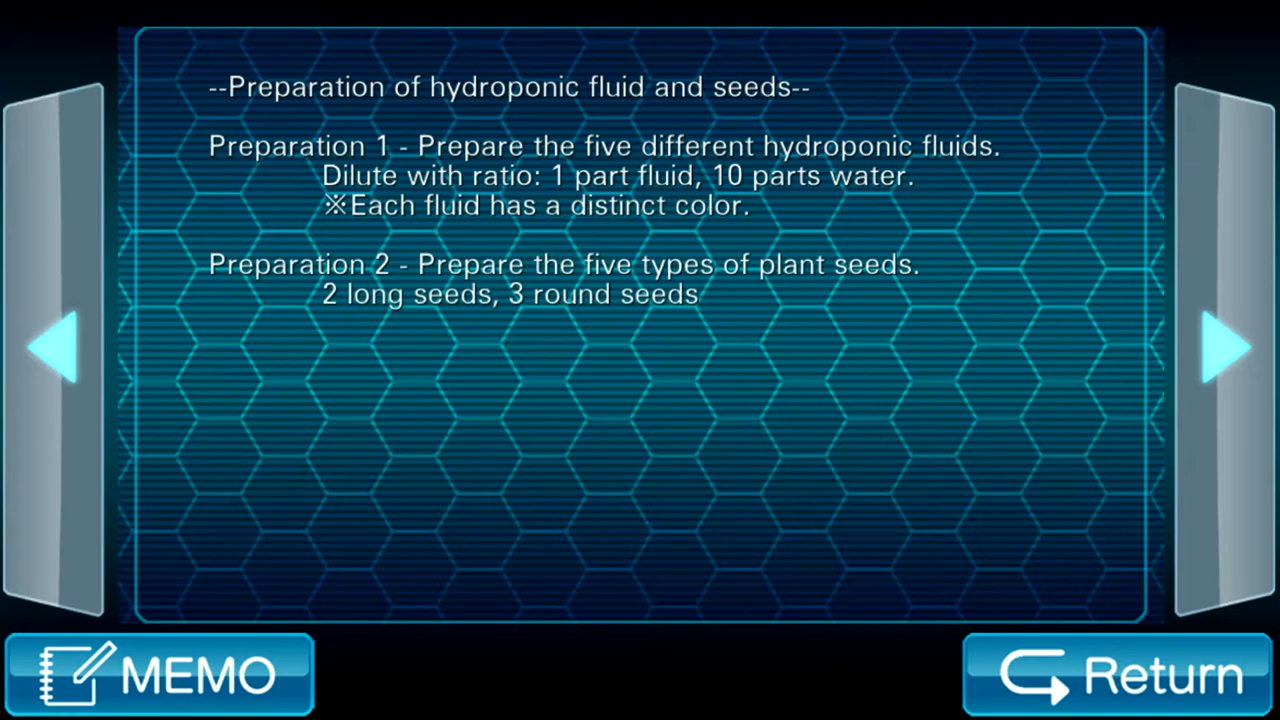 --Preparation of hydroponic fluid and seeds--
Preparation 1 - Prepare the five different hydroponic fluids.
Dilute with ratio: 1 part fluid, 10 parts water.
※Each fluid has a distinct color.
Preparation 2 - Prepare the five types of plant seeds.
2 long seeds, 3 round seeds
MEMO
Return